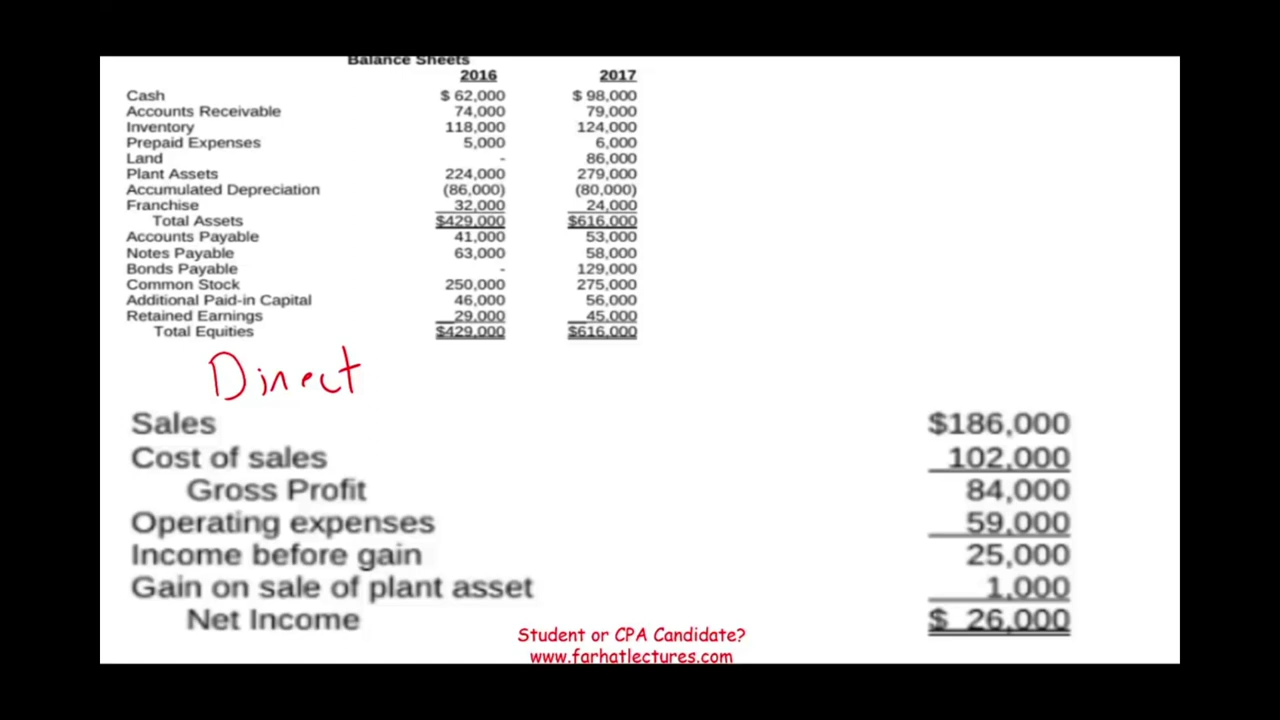 Balance Sheets
2016 2017
Cash $ 62,000 $ 98,000
Accounts Receivable 74,000 79,000
Inventory 118,000 124,000
Prepaid Expenses 5,000 6,000
Land - 86,000
Plant Assets 224,000 279,000
Accumulated Depreciation (86,000) (80,000)
Franchise 32,000 24,000
Total Assets $429,000 $616,000
Accounts Payable 41,000 53,000
Notes Payable 63,000 58,000
Bonds Payable - 129,000
Common Stock 250,000 275,000
Additional Paid-in Capital 46,000 56,000
Retained Earnings 29,000 45,000
Total Equities $429,000 $616,000
Direct
Sales $186,000
Cost of sales 102,000
Gross Profit 84,000
Operating expenses 59,000
Income before gain 25,000
Gain on sale of plant asset 1,000
Net Income $ 26,000
Student or CPA Candidate?
www.farhatlectures.com